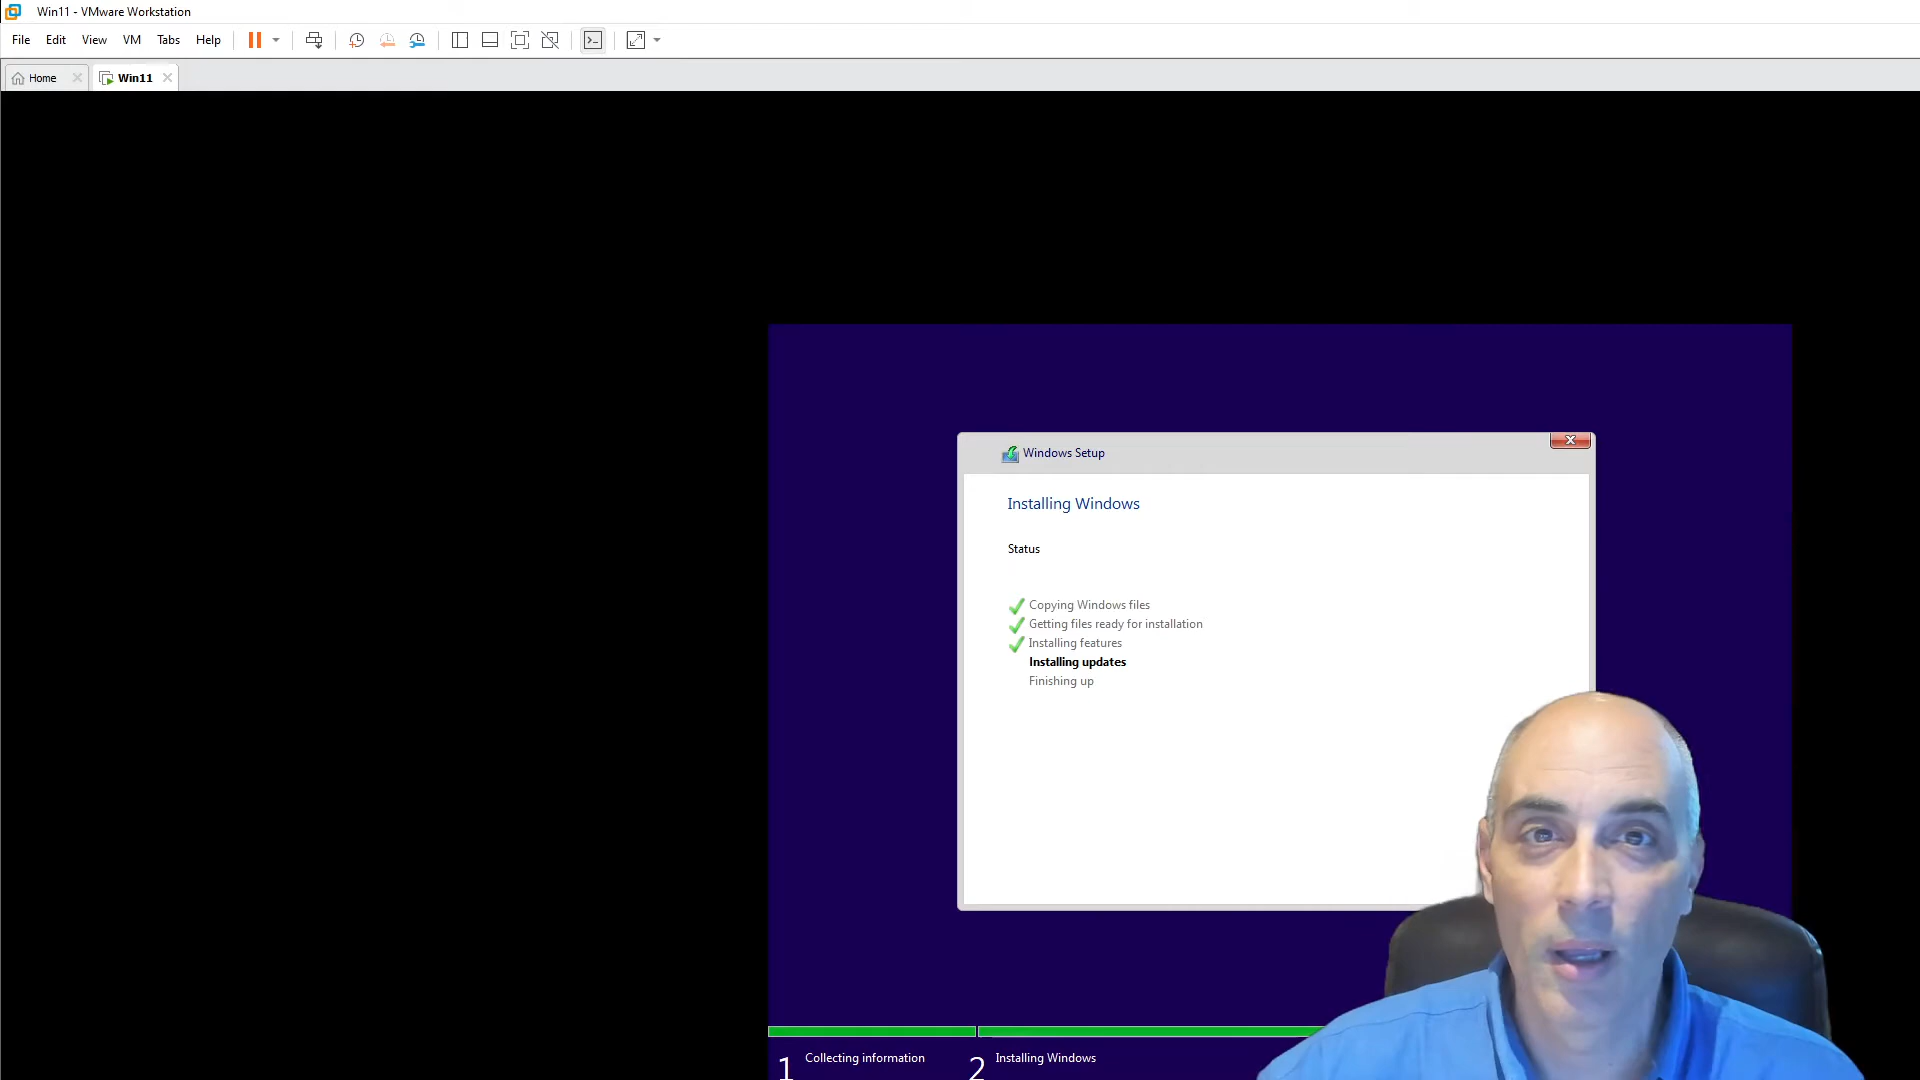 Win11 - VMware Workstation
File Edit View VM Tabs Help
Home Win11
Windows Setup
Installing Windows
Status
Copying Windows files
Getting files ready for installation
Installing features
Installing updates
Finishing up
1 Collecting information 2 Installing Windows